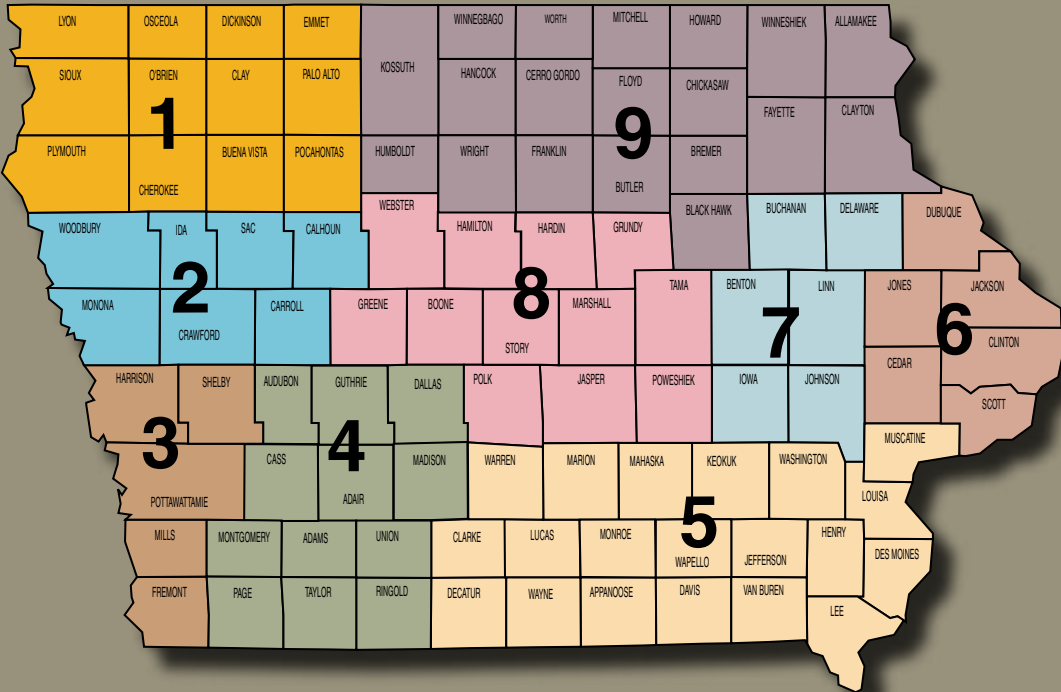 LYON
OSCEOLA
DICKINSON
EMMET
KOSSUTH
WINNEGBAGO
WORTH
MITCHELL
HOWARD
WINNESHIEK
ALLAMAKEE
SIOUX
O'BRIEN
CLAY
PALO ALTO
HANCOCK
CERRO GORDO
FLOYD
CHICKASAW
FAYETTE
CLAYTON
1
9
PLYMOUTH
CHEROKEE
BUENA VISTA
POCAHONTAS
HUMBOLDT
WRIGHT
FRANKLIN
BUTLER
BREMER
WOODBURY
IDA
SAC
CALHOUN
WEBSTER
HAMILTON
HARDIN
GRUNDY
BLACK HAWK
BUCHANAN
DELAWARE
DUBUQUE
2
8
7
6
MONONA
CRAWFORD
CARROLL
GREENE
BOONE
STORY
MARSHALL
TAMA
BENTON
LINN
JONES
JACKSON
CLINTON
HARRISON
SHELBY
AUDUBON
GUTHRIE
DALLAS
POLK
JASPER
POWESHIEK
IOWA
JOHNSON
CEDAR
SCOTT
3
4
POTTAWATTAMIE
CASS
ADAIR
MADISON
WARREN
MARION
MAHASKA
KEOKUK
WASHINGTON
MUSCATINE
LOUISA
5
MILLS
MONTGOMERY
ADAMS
UNION
CLARKE
LUCAS
MONROE
WAPELLO
JEFFERSON
HENRY
DES MOINES
FREMONT
PAGE
TAYLOR
RINGOLD
DECATUR
WAYNE
APPANOOSE
DAVIS
VAN BUREN
LEE